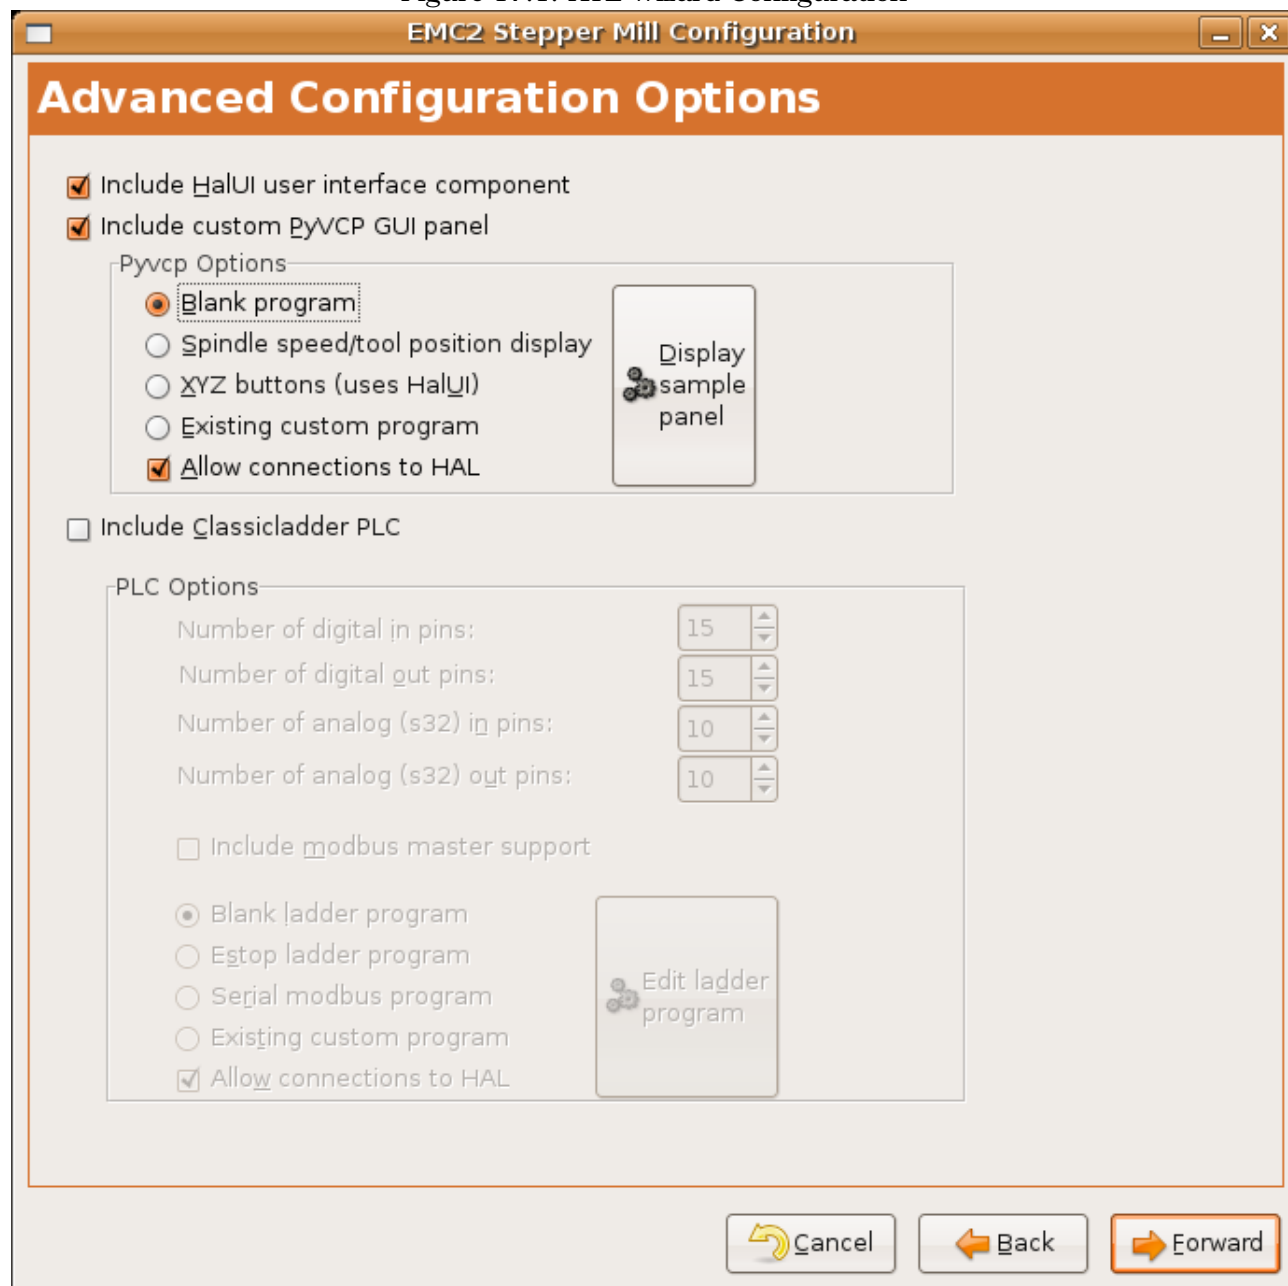 EMC2 Stepper Mill Configuration
Advanced Configuration Options
Include HalUI user interface component
Include custom PyVCP GUI panel
Pyvcp Options
Blank program
Spindle speed/tool position display
XYZ buttons (uses HalUI)
Existing custom program
Allow connections to HAL
Display
sample
panel
Include Classicladder PLC
PLC Options
Number of digital in pins: 15
Number of digital out pins: 15
Number of analog (s32) in pins: 10
Number of analog (s32) out pins: 10
Include modbus master support
Blank ladder program
Estop ladder program
Serial modbus program
Existing custom program
Allow connections to HAL
Edit ladder
program
Cancel Back Forward